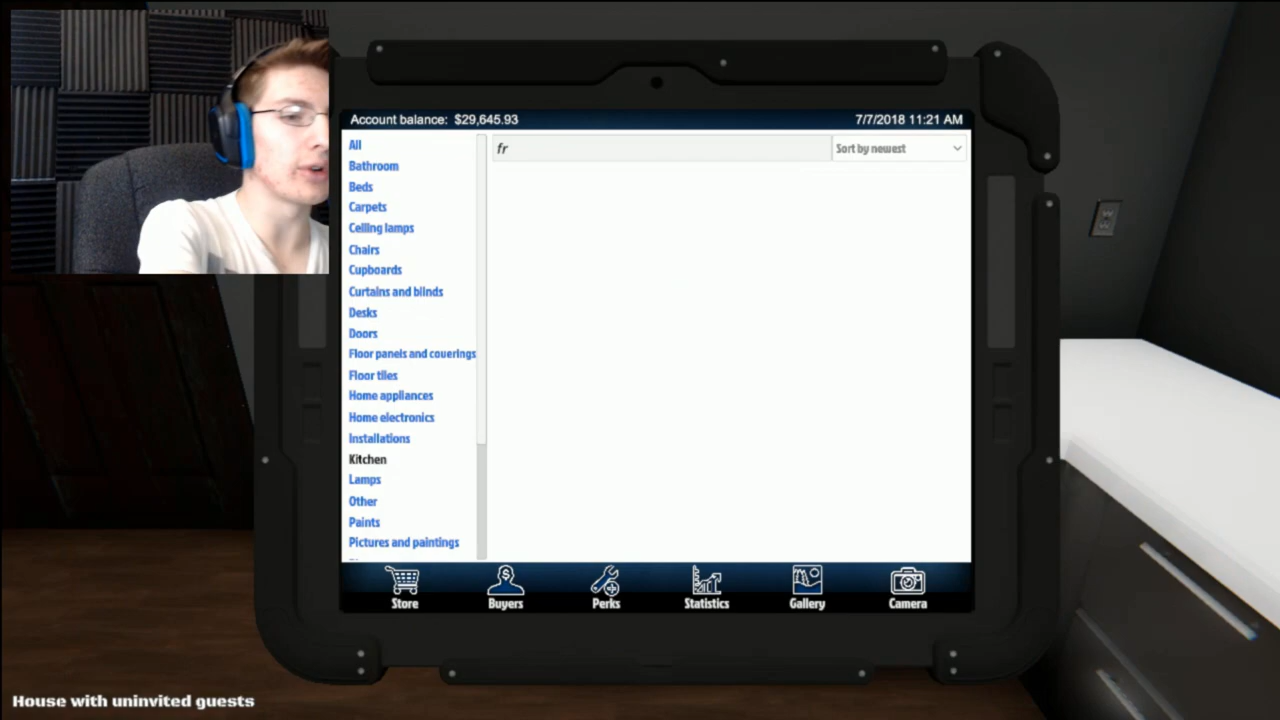 Account balance: $29,645.93 7/7/2018 11:21 AM
fr Sort by newest
All
Bathroom
Beds
Carpets
Ceiling lamps
Chairs
Cupboards
Curtains and blinds
Desks
Doors
Floor panels and coverings
Floor tiles
Home appliances
Home electronics
Installations
Kitchen
Lamps
Other
Paints
Pictures and paintings
Store Buyers Perks Statistics Gallery Camera
House with uninvited guests